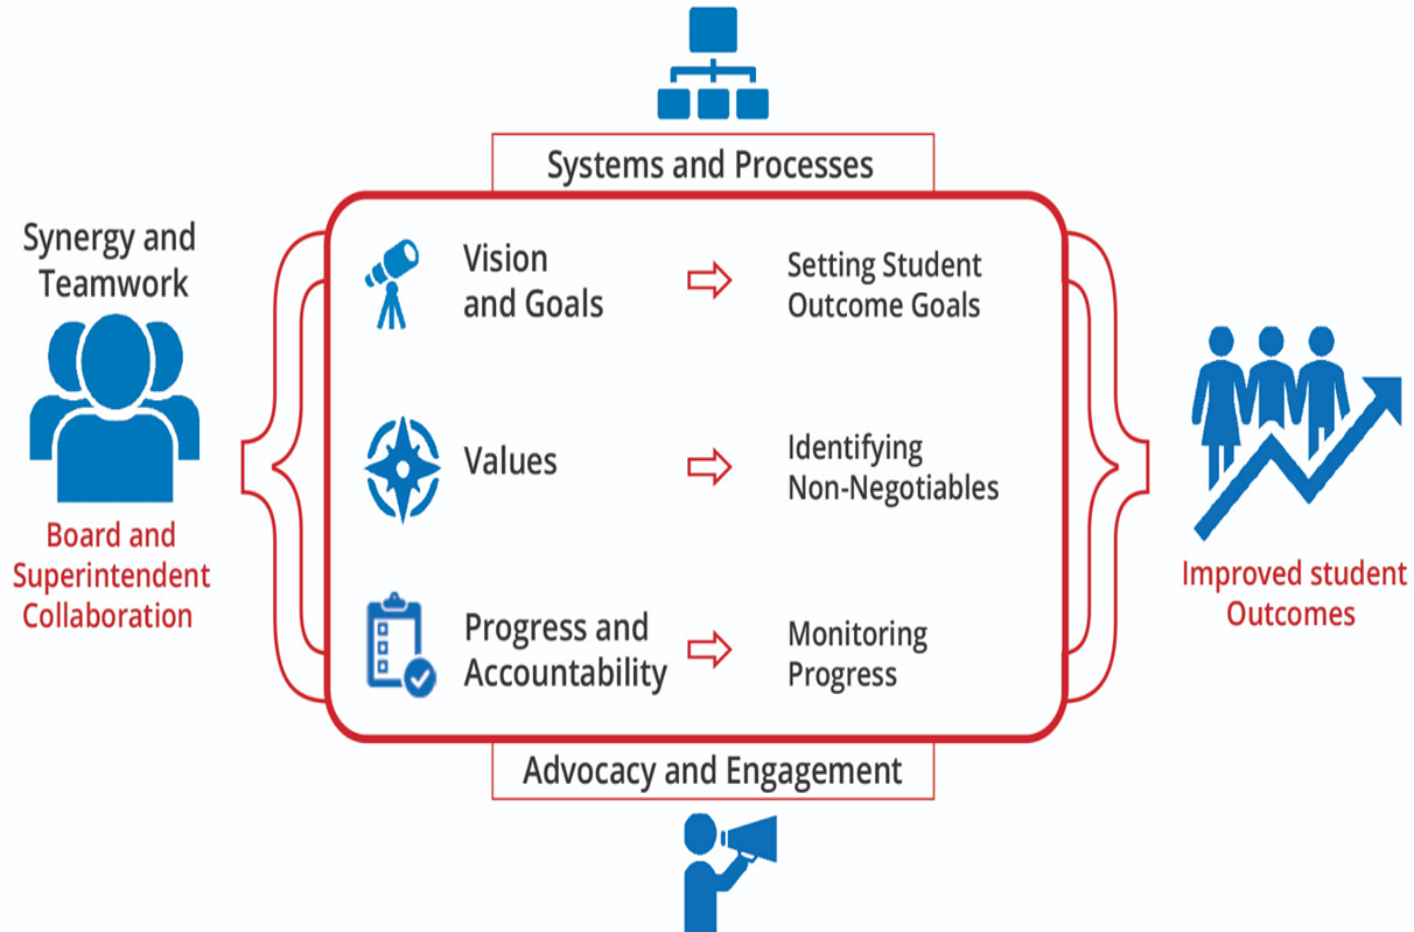 Systems and Processes
Synergy and
Teamwork
Board and
Superintendent
Collaboration
Vision
and Goals
Setting Student
Outcome Goals
Values
Identifying
Non-Negotiables
Progress and
Accountability
Monitoring
Progress
Improved student
Outcomes
Advocacy and Engagement